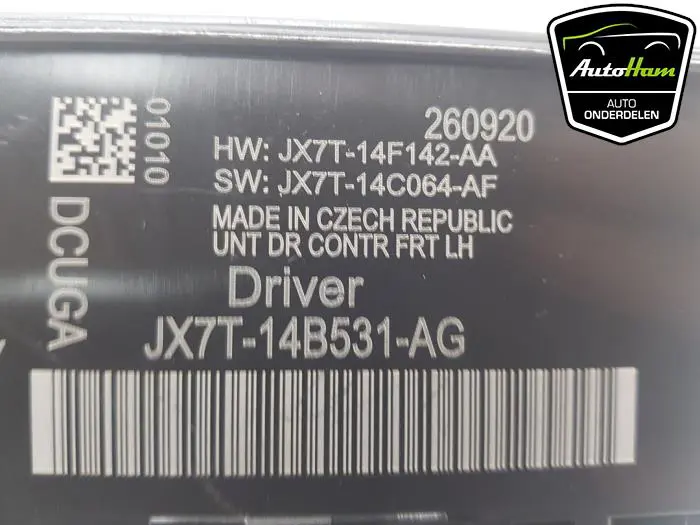 AutoHam
AUTO
ONDERDELEN
01010
DCUGA
260920
HW: JX7T-14F142-AA
SW: JX7T-14C064-AF
MADE IN CZECH REPUBLIC
UNT DR CONTR FRT LH
Driver
JX7T-14B531-AG